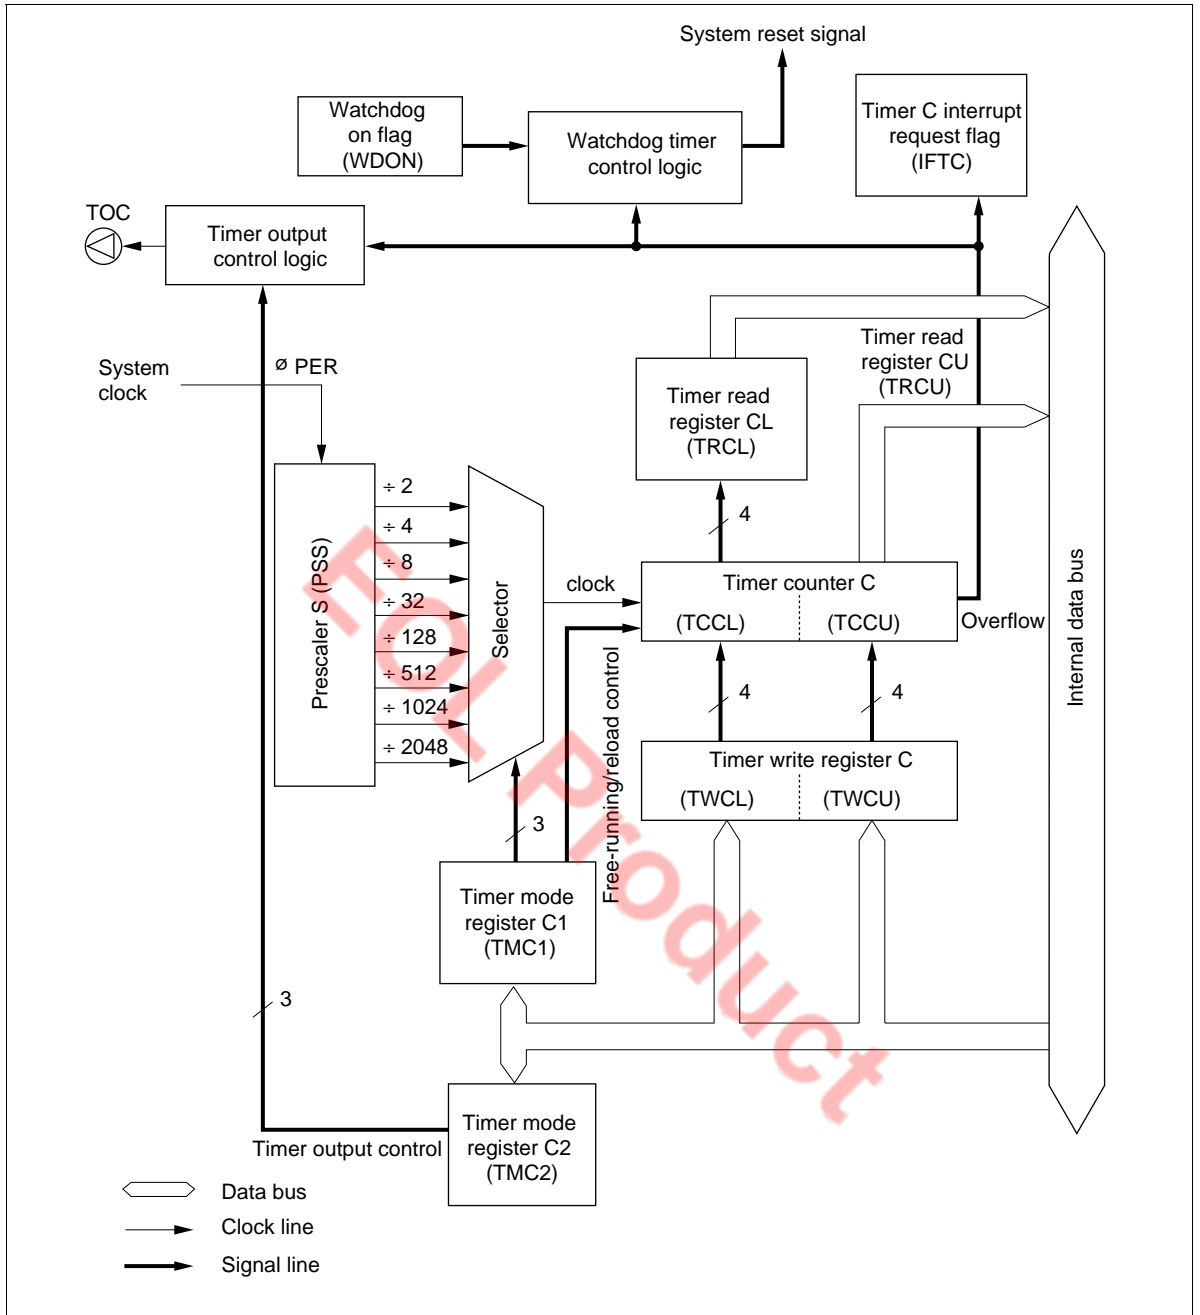 System reset signal
Watchdog
on flag
(WDON)
Watchdog timer
control logic
Timer C interrupt
request flag
(IFTC)
TOC
Timer output
control logic
System
clock
ø PER
Timer read
register CU
(TRCU)
Timer read
register CL
(TRCL)
÷ 2
÷ 4
÷ 8
÷ 32
÷ 128
÷ 512
÷ 1024
÷ 2048
Prescaler S (PSS)
Selector
4
clock
Timer counter C
(TCCL)
(TCCU)
Overflow
Internal data bus
Free-running/reload control
4
4
Timer write register C
(TWCL)
(TWCU)
3
Timer mode
register C1
(TMC1)
3
Timer mode
register C2
(TMC2)
Timer output control
Data bus
Clock line
Signal line
EOL Product